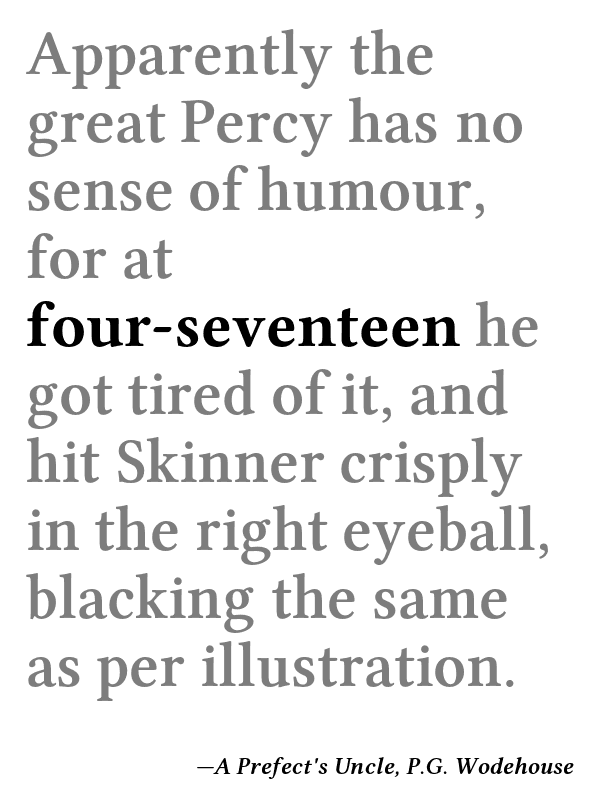 Apparently the
great Percy has no
sense of humour,
for at
four-seventeen he
got tired of it, and
hit Skinner crisply
in the right eyeball,
blacking the same
as per illustration.
—A Prefect's Uncle, P.G. Wodehouse